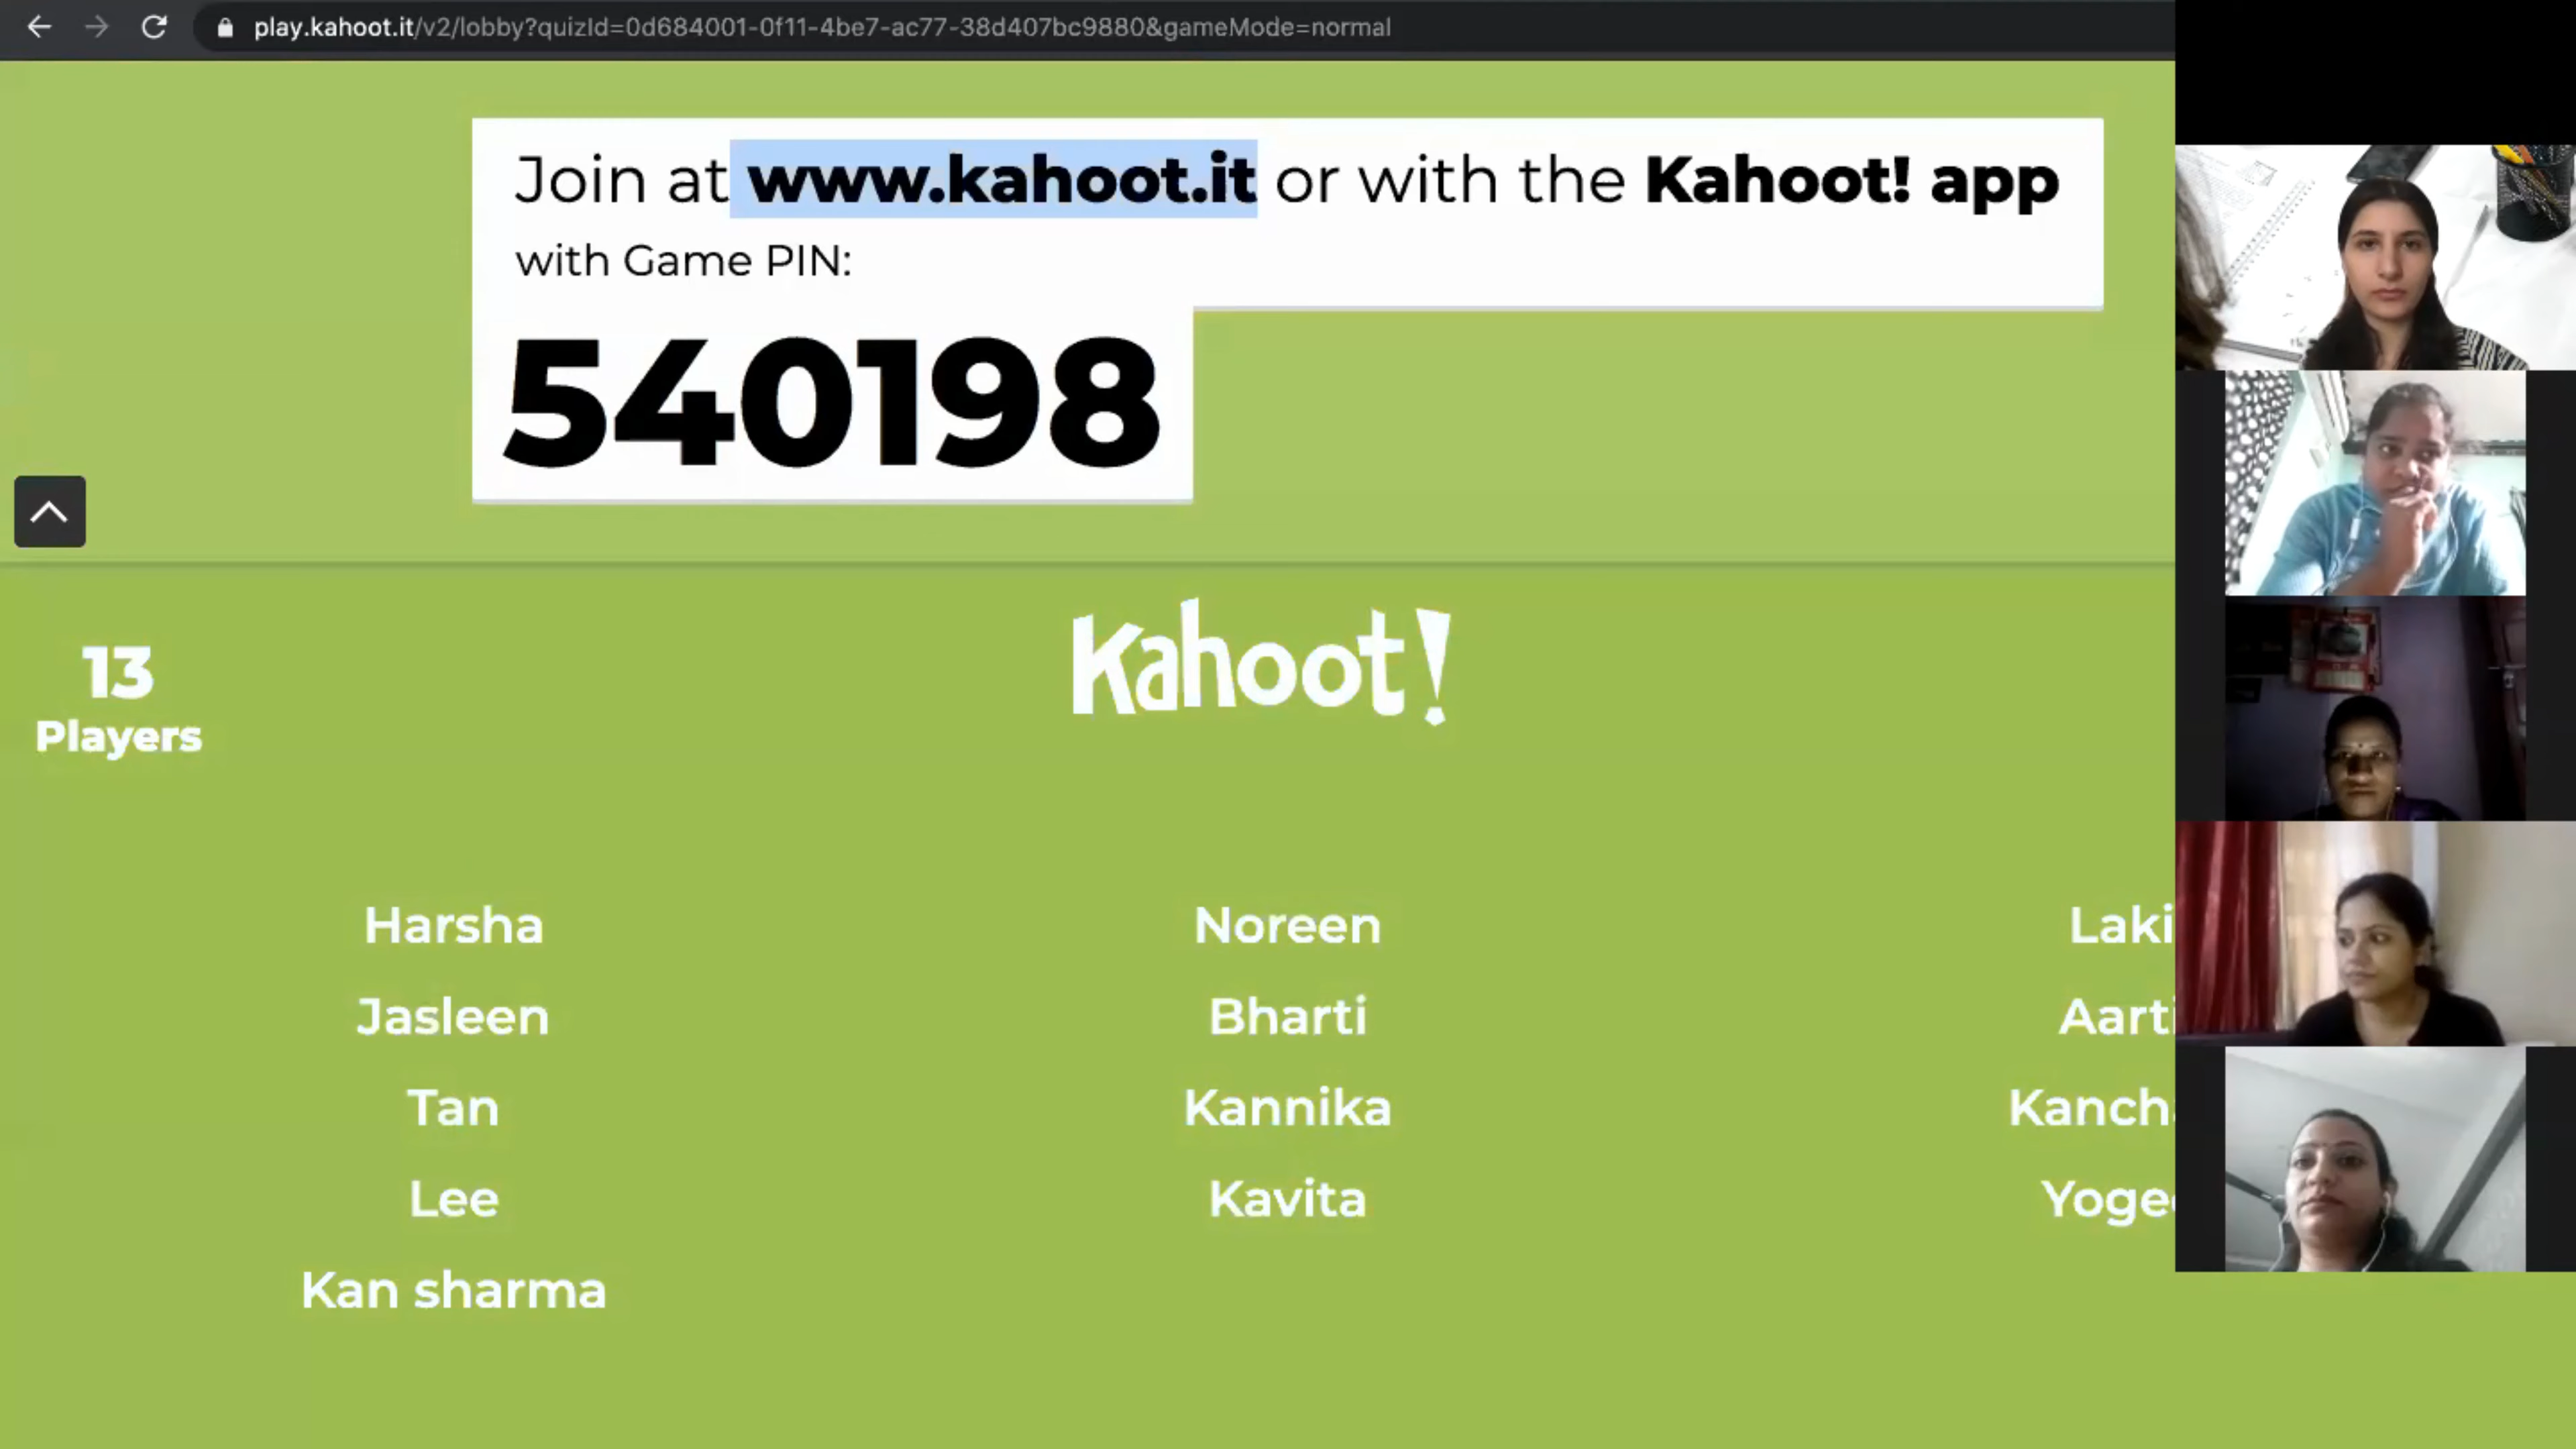 play.kahoot.it/v2/lobby?quizId=0d684001-0f11-4be7-ac77-38d407bc9880&gameMode=normal
Join at www.kahoot.it or with the Kahoot! app
with Game PIN:
540198
Kahoot!
13
Players
Harsha Noreen Laki
Jasleen Bharti Aarti
Tan Kannika
Lee Kavita
Kan sharma